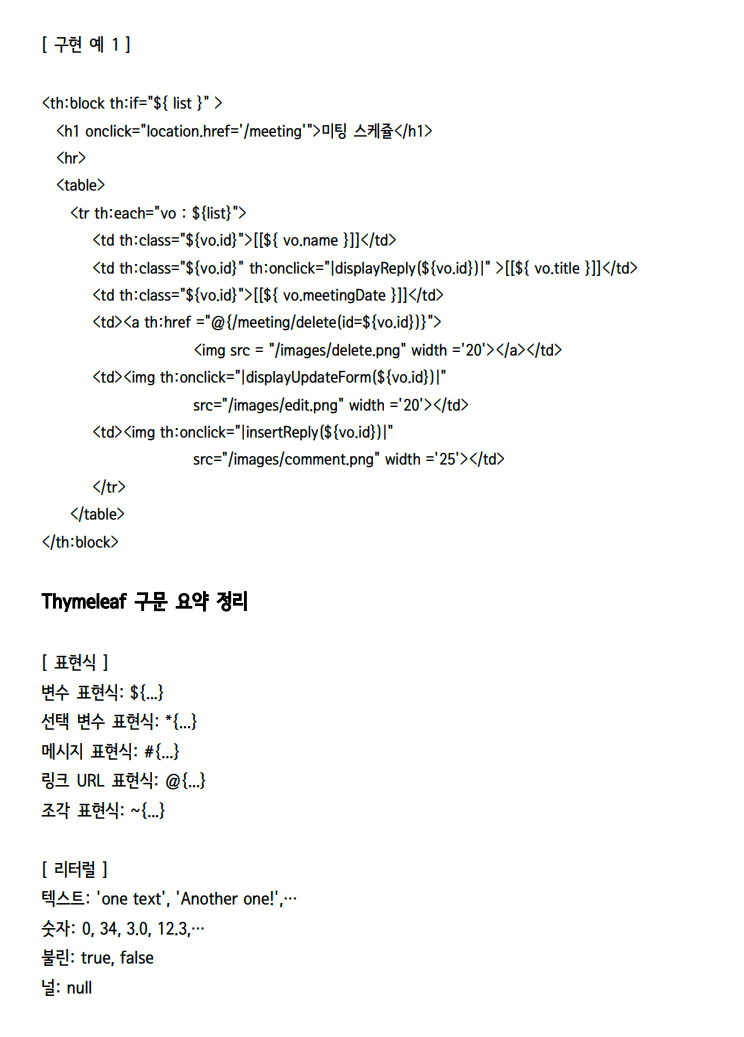 [ 구현 예 1 ]
<th:block th:if="${ list }" >
<h1 onclick="location.href='/meeting'">미팅 스케쥴</h1>
<hr>
<table>
<tr th:each="vo : ${list}">
<td th:class="${vo.id}">[[${ vo.name }]]</td>
<td th:class="${vo.id}" th:onclick="|displayReply(${vo.id})|" >[[${ vo.title }]]</td>
<td th:class="${vo.id}">[[${ vo.meetingDate }]]</td>
<td><a th:href ="@{/meeting/delete(id=${vo.id})}">
<img src = "/images/delete.png" width ='20'></a></td>
<td><img th:onclick="|displayUpdateForm(${vo.id})|"
src="/images/edit.png" width ='20'></td>
<td><img th:onclick="|insertReply(${vo.id})|"
src="/images/comment.png" width ='25'></td>
</tr>
</table>
</th:block>
Thymeleaf 구문 요약 정리
[ 표현식 ]
변수 표현식: ${...}
선택 변수 표현식: *{...}
메시지 표현식: #{...}
링크 URL 표현식: @{...}
조각 표현식: ~{...}
[ 리터럴 ]
텍스트: 'one text', 'Another one!',…
숫자: 0, 34, 3.0, 12.3,…
불린: true, false
널: null